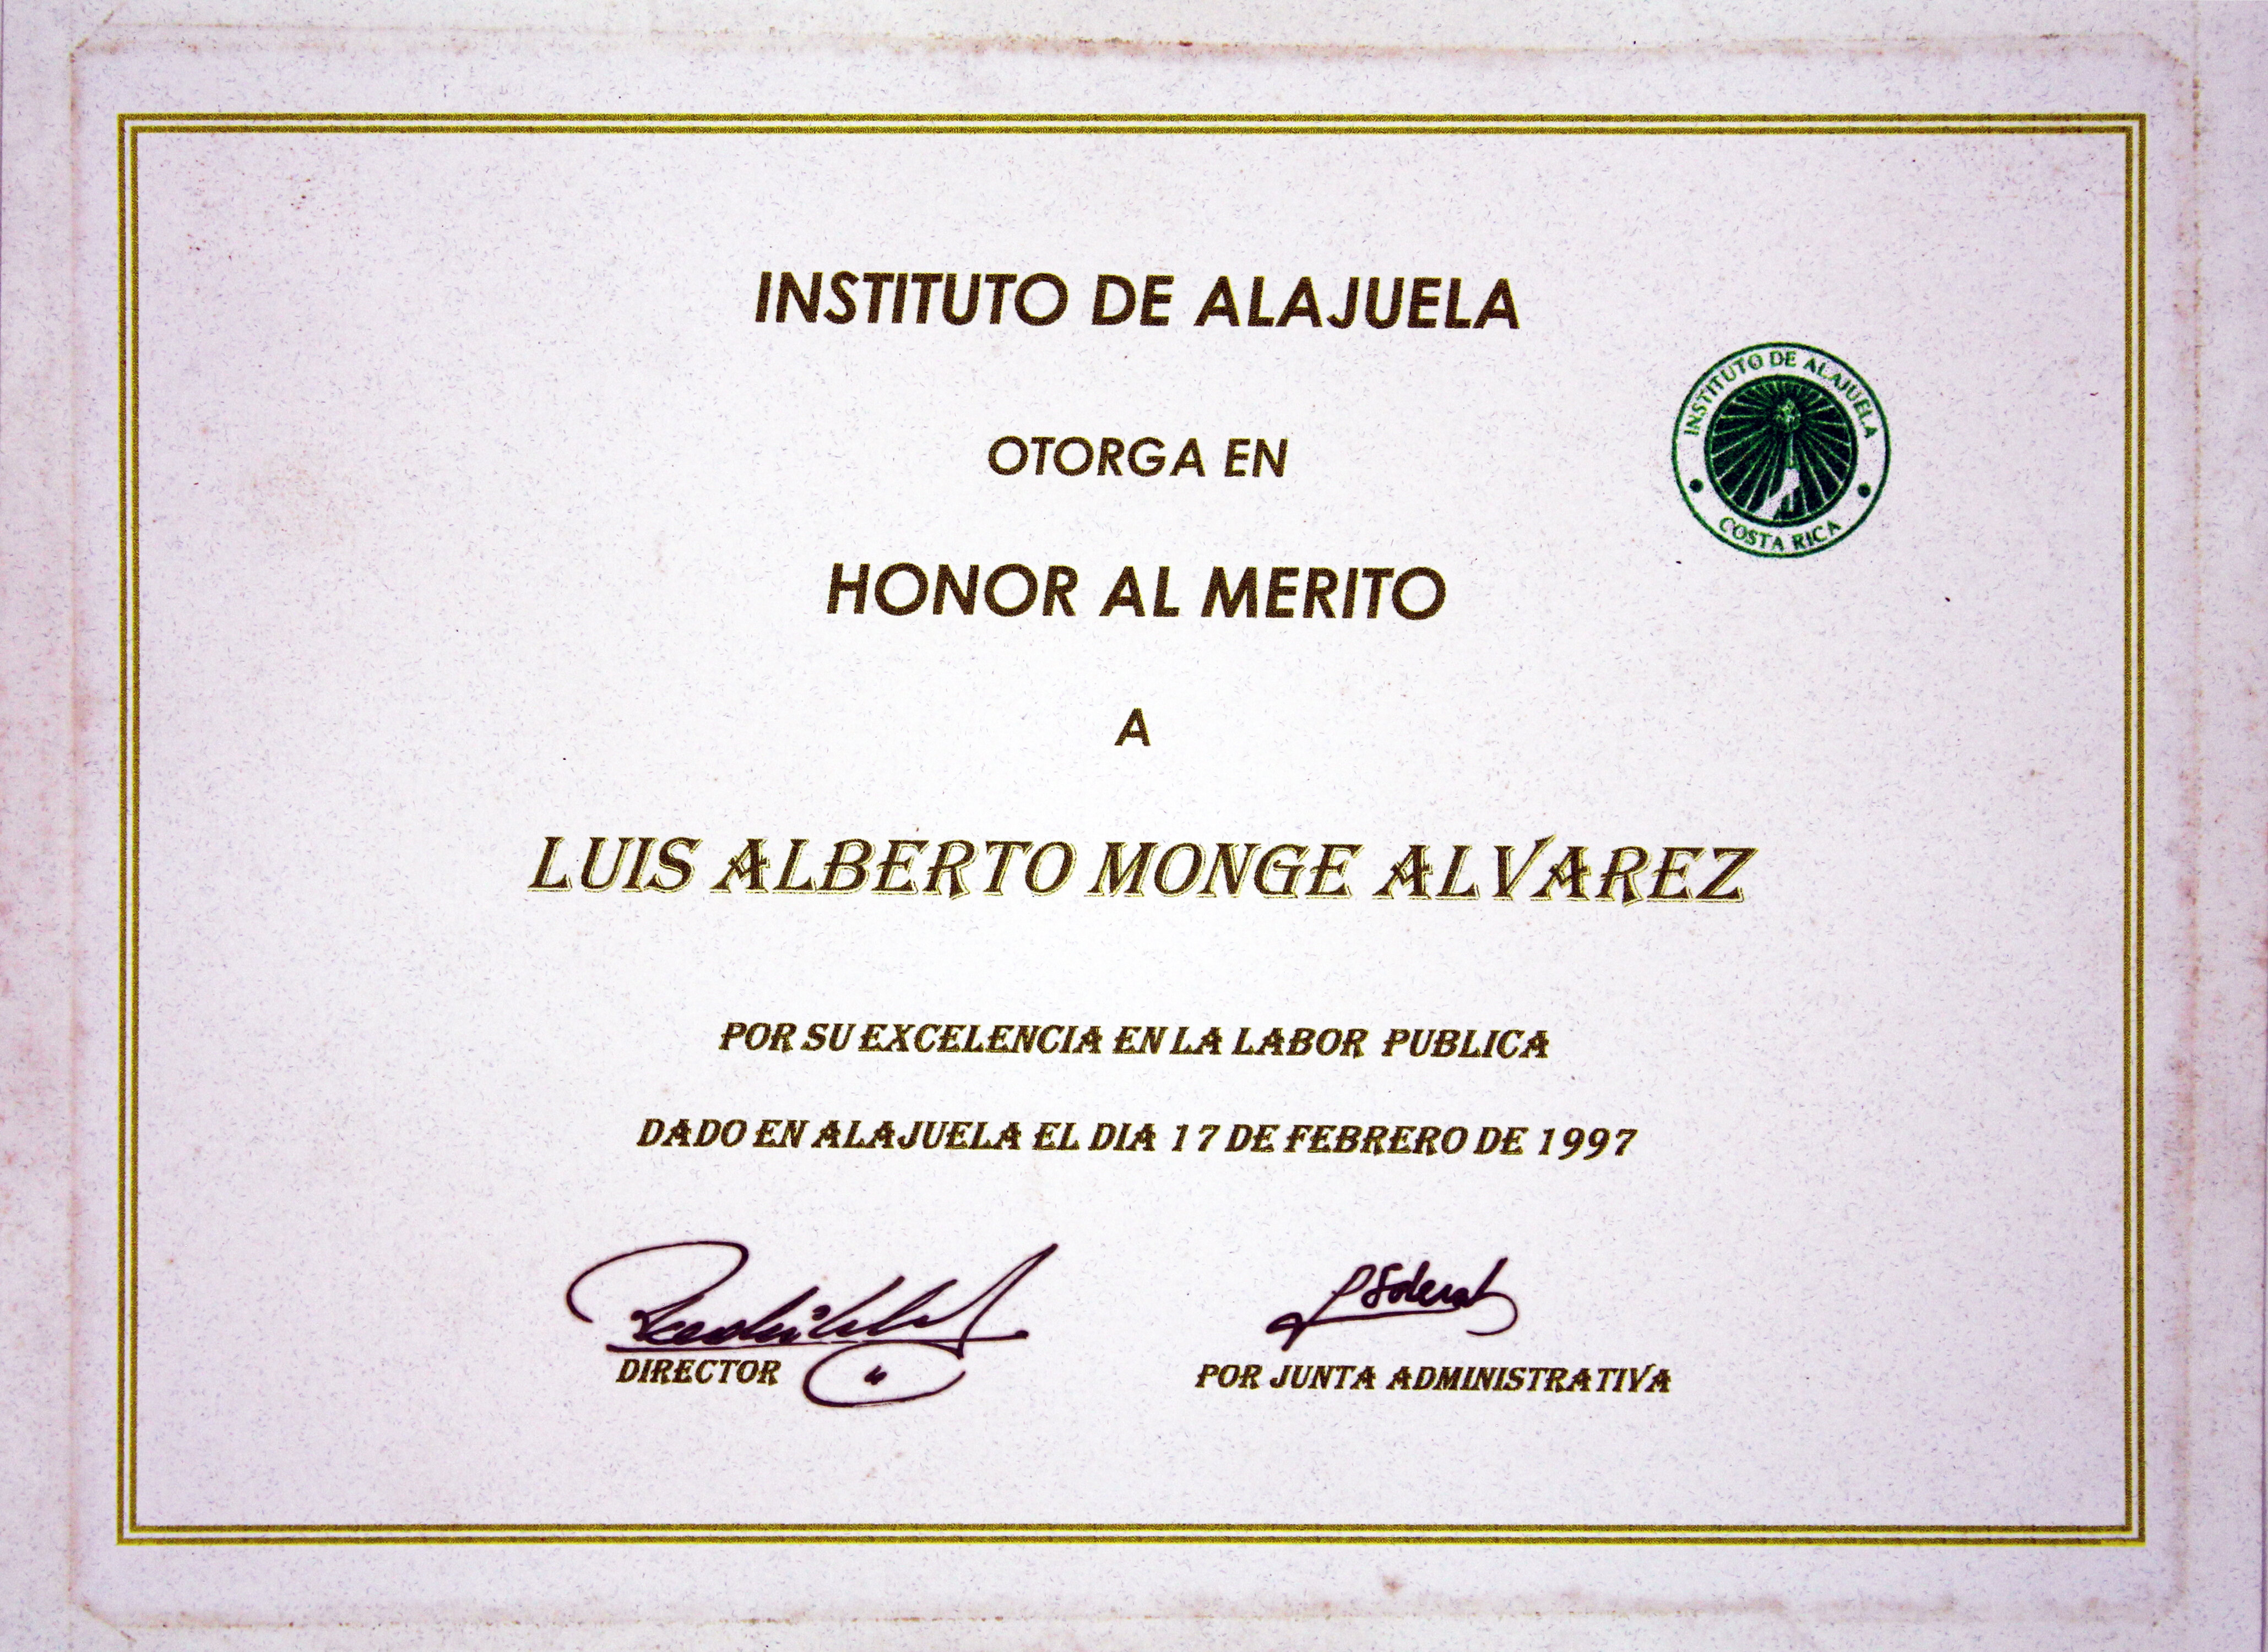 INSTITUTO DE ALAJUELA
OTORGA EN
INSTITUTO DE ALAJUELA
COSTA RICA
HONOR AL MERITO
A
LUIS ALBERTO MONGE ALVAREZ
POR SU EXCELENCIA EN LA LABOR PUBLICA
DADO EN ALAJUELA EL DIA 17 DE FEBRERO DE 1997
DIRECTOR
POR JUNTA ADMINISTRATIVA